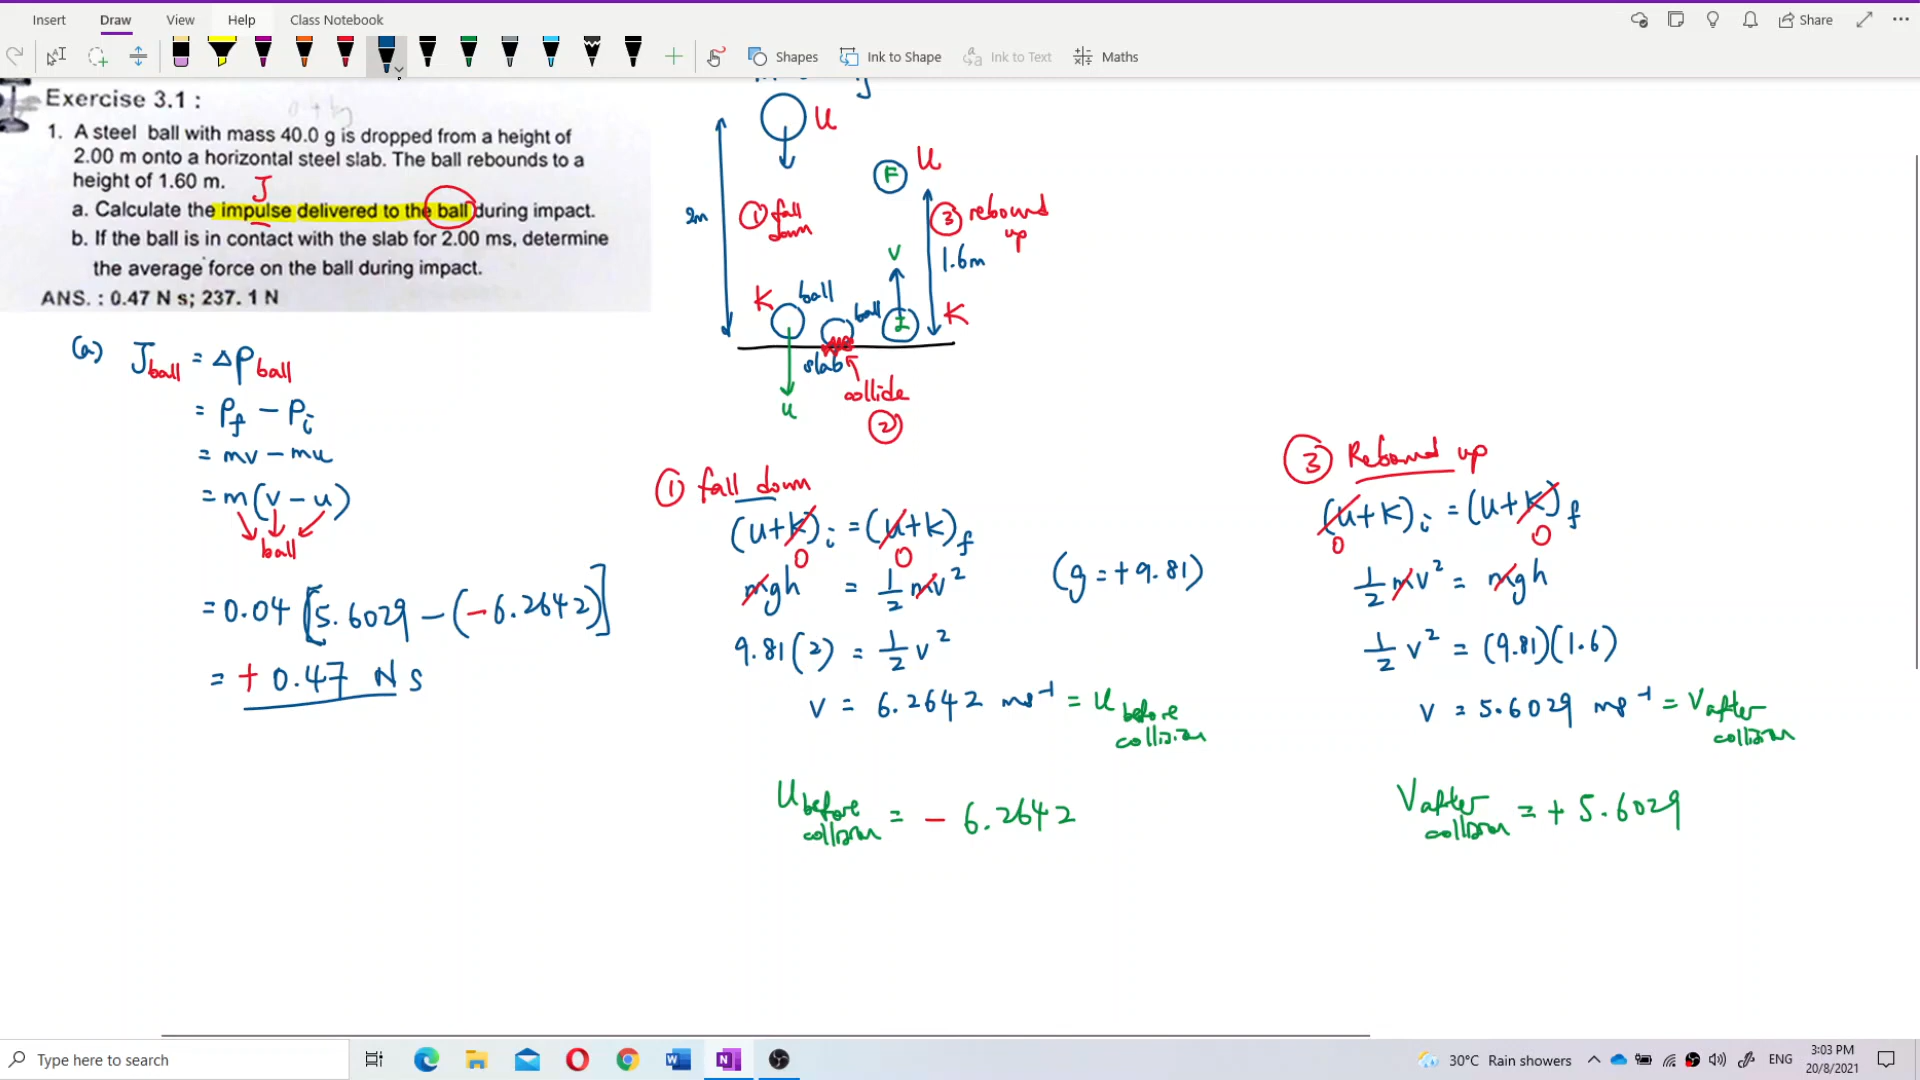 Insert Draw View Help Class Notebook Share
Shapes Ink to Shape Ink to Text Maths
Exercise 3.1 :
1. A steel ball with mass 40.0 g is dropped from a height of
2.00 m onto a horizontal steel slab. The ball rebounds to a
height of 1.60 m.
J
a. Calculate the impulse delivered to the ball during impact.
b. If the ball is in contact with the slab for 2.00 ms, determine
the average force on the ball during impact.
ANS. : 0.47 N s; 237. 1 N
(a) J ball = Δp ball
= Pf - Pi
= mv - mu
= m(v - u)
ball
= 0.04 [5.6029 - (-6.2642)]
= + 0.47 N s
U
F U
2m ① fall down
③ rebound up
V
1.6m
K ball ball I K
slab
u
collide
②
① fall down
(U+K)i = (U+K)f
0 0
mgh = 1/2 mv²
(g = +9.81)
9.81(2) = 1/2 v²
v = 6.2642 ms⁻¹ = u before collision
U before collision = - 6.2642
③ Rebound up
(U+K)i = (U+K)f
0 0
1/2 mv² = mgh
1/2 v² = (9.81)(1.6)
v = 5.6029 ms⁻¹ = V after collision
V after collision = + 5.6029
Type here to search
30°C Rain showers ENG 3:03 PM
20/8/2021